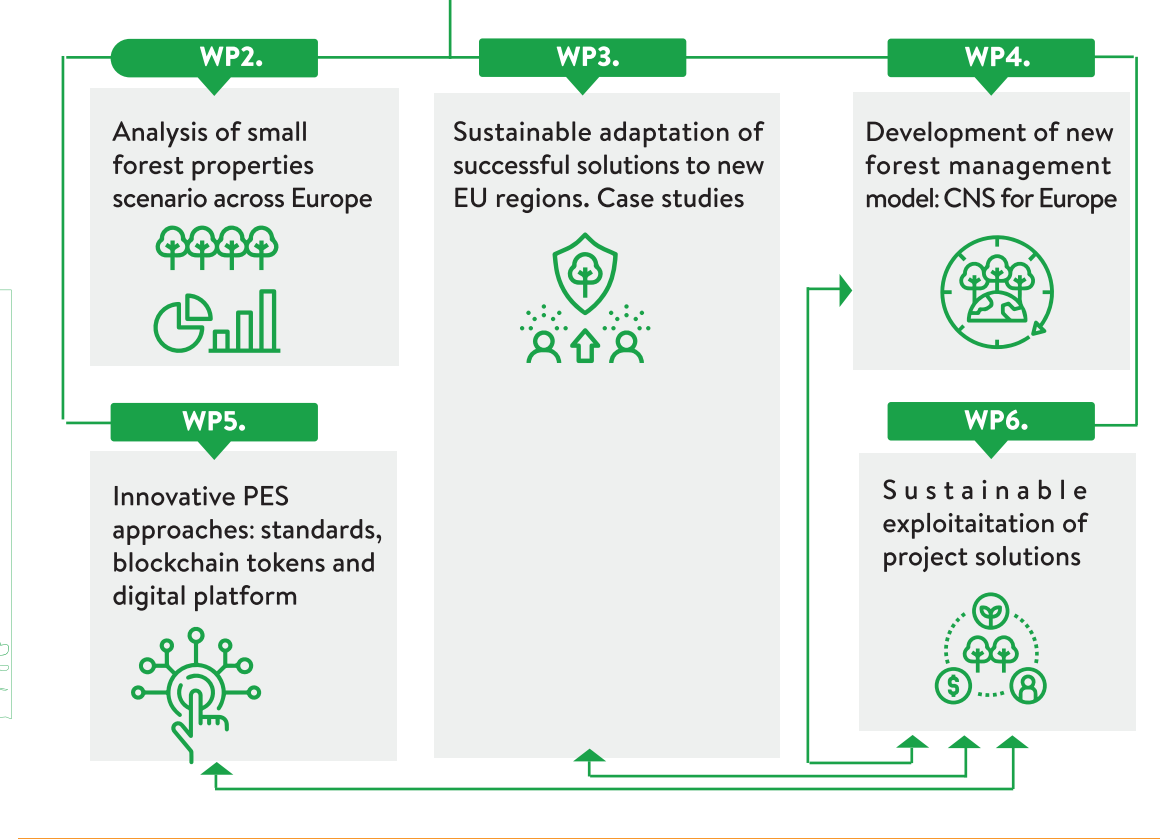 WP2.
Analysis of small
forest properties
scenario across Europe
WP3.
Sustainable adaptation of
successful solutions to new
EU regions. Case studies
WP4.
Development of new
forest management
model: CNS for Europe
WP5.
Innovative PES
approaches: standards,
blockchain tokens and
digital platform
WP6.
Sustainable
exploitaitation of
project solutions
$